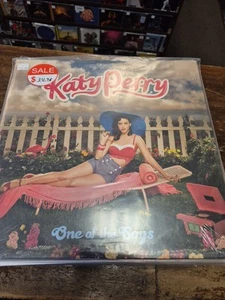 SALE
Katy Perry
One of the Boys